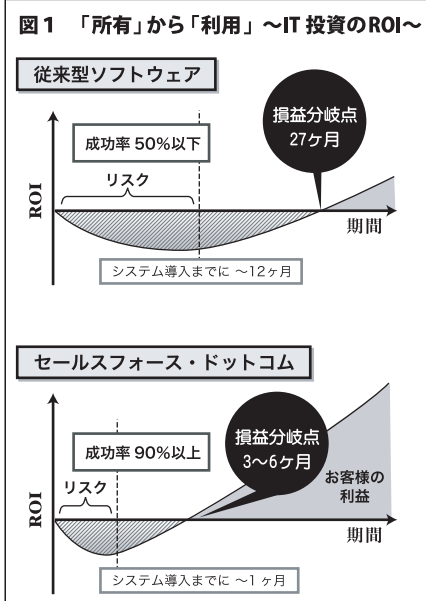 図1 「所有」から「利用」～IT 投資のROI～
従来型ソフトウェア
損益分岐点
27ヶ月
成功率 50%以下
リスク
ROI
期間
システム導入までに ～12ヶ月
セールスフォース・ドットコム
損益分岐点
3～6ヶ月
成功率 90%以上
お客様の
利益
リスク
ROI
期間
システム導入までに ～1ヶ月